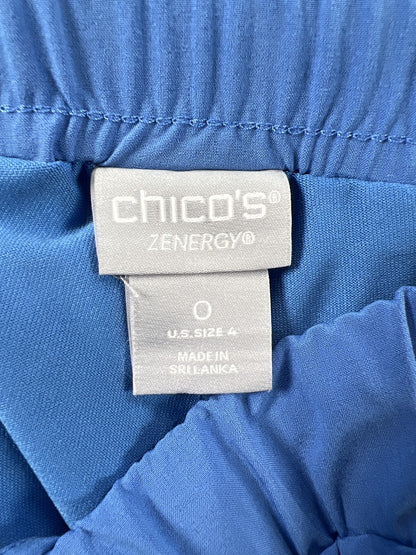 chico's®
ZENERGY®
0
U.S. SIZE 4
MADE IN
SRI LANKA